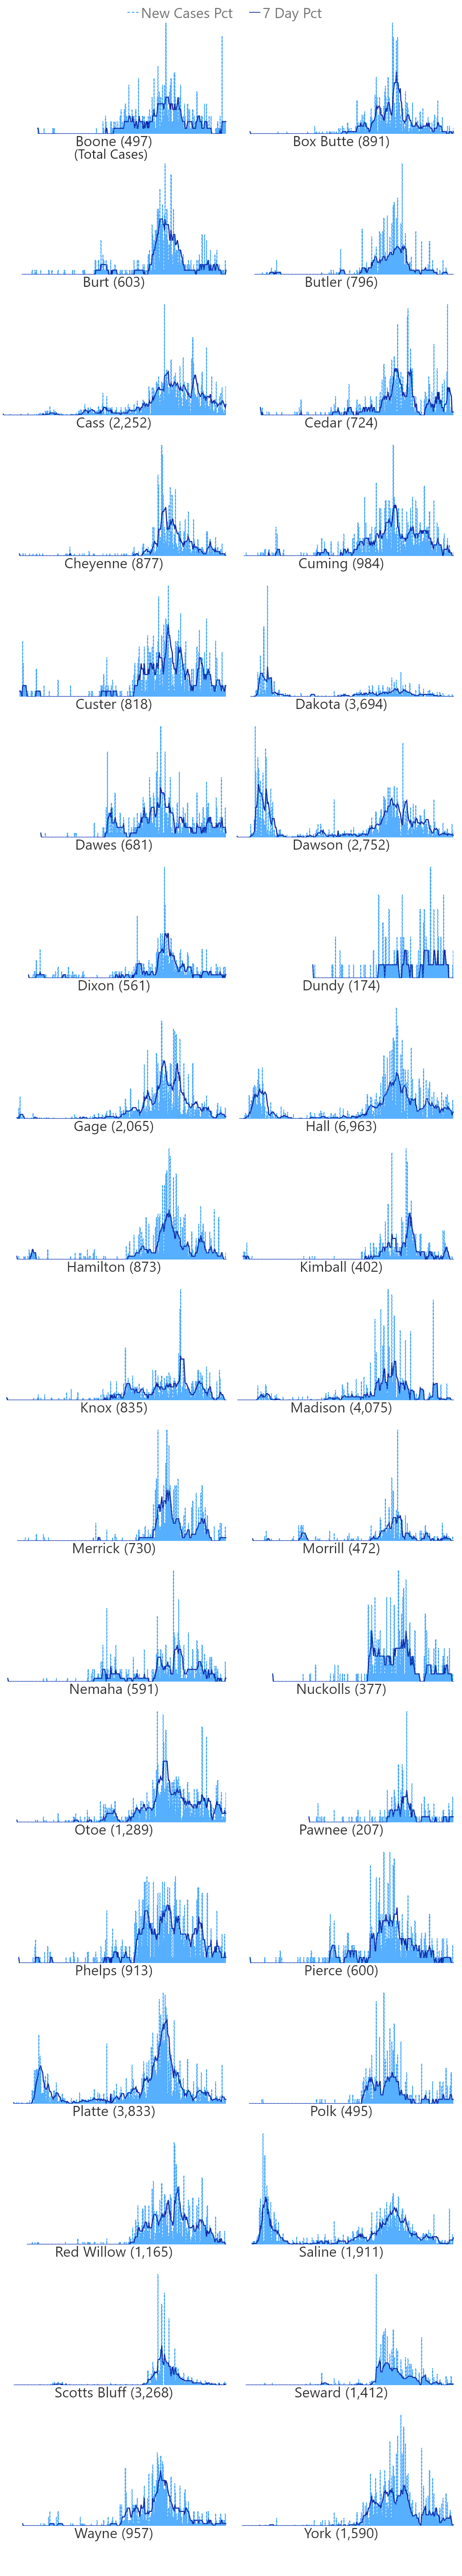 New Cases Pct 7 Day Pct
Boone (497) Box Butte (891)
(Total Cases)
Burt (603) Butler (796)
Cass (2,252) Cedar (724)
Cheyenne (877) Cuming (984)
Custer (818) Dakota (3,694)
Dawes (681) Dawson (2,752)
Dixon (561) Dundy (174)
Gage (2,065) Hall (6,963)
Hamilton (873) Kimball (402)
Knox (835) Madison (4,075)
Merrick (730) Morrill (472)
Nemaha (591) Nuckolls (377)
Otoe (1,289) Pawnee (207)
Phelps (913) Pierce (600)
Platte (3,833) Polk (495)
Red Willow (1,165) Saline (1,911)
Scotts Bluff (3,268) Seward (1,412)
Wayne (957) York (1,590)